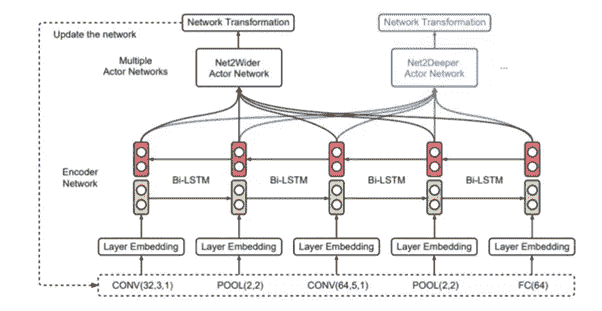 Network Transformation
Network Transformation
Update the network
Multiple
Actor Networks
Net2Wider
Actor Network
Net2Deeper
Actor Network
...
Encoder
Network
Bi-LSTM
Bi-LSTM
Bi-LSTM
Bi-LSTM
Layer Embedding
Layer Embedding
Layer Embedding
Layer Embedding
Layer Embedding
CONV(32,3,1)
POOL(2,2)
CONV(64,5,1)
POOL(2,2)
FC(64)